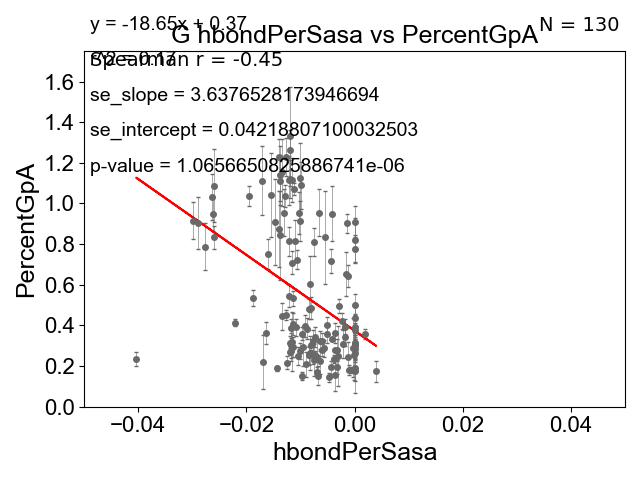 y = -18.65x + 0.37
N = 130
G hbondPerSasa vs PercentGpA
Spearman r = -0.45
se_slope = 3.6376528173946694
se_intercept = 0.04218807100032503
p-value = 1.0656650825886741e-06
PercentGpA
1.6
1.4
1.2
1.0
0.8
0.6
0.4
0.2
0.0
−0.04
−0.02
0.00
0.02
0.04
hbondPerSasa